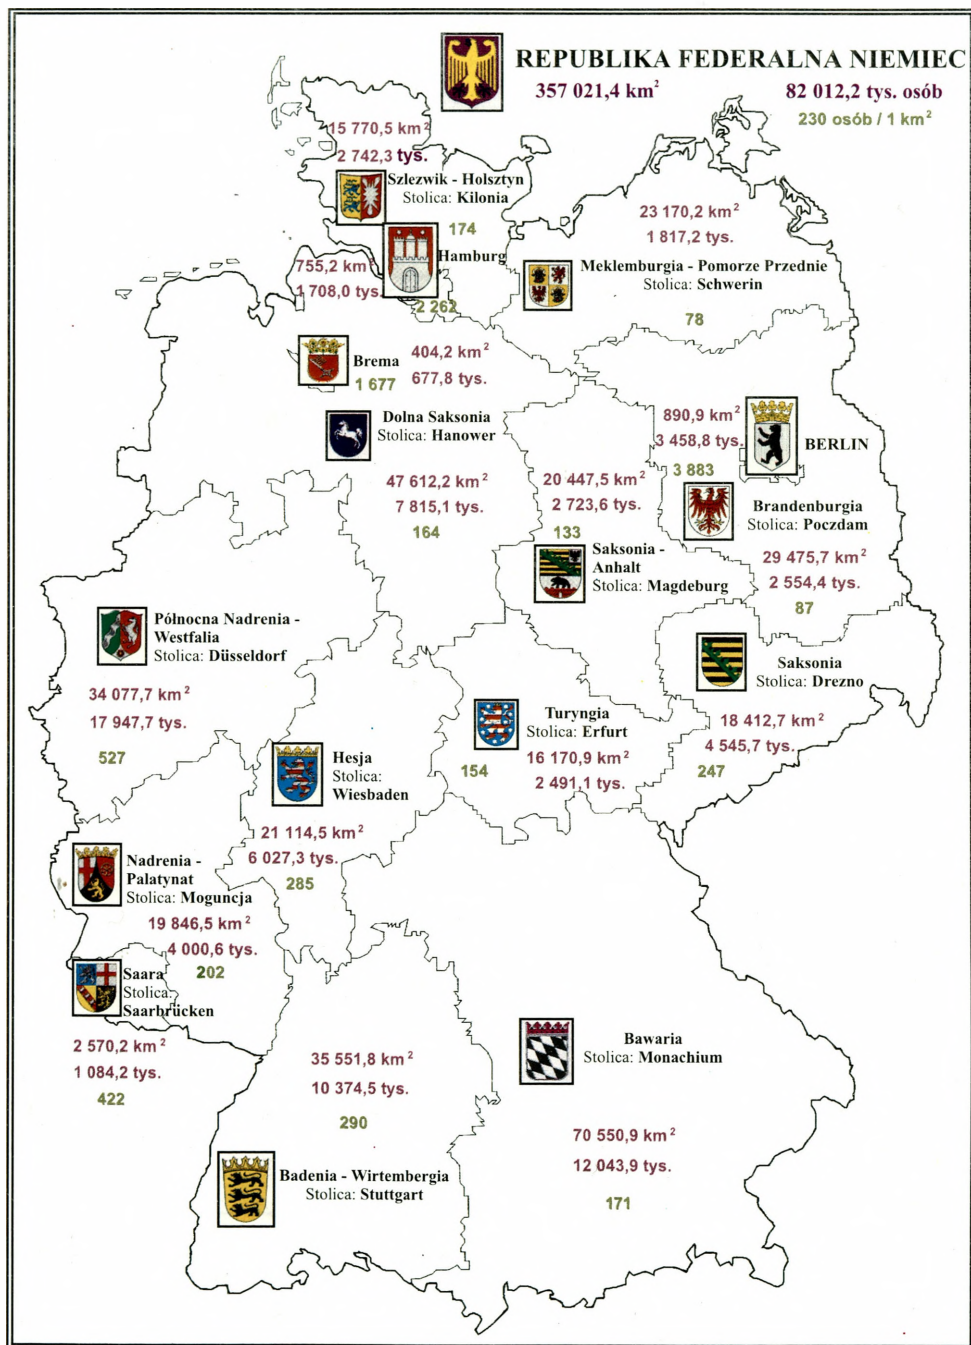 REPUBLIKA FEDERALNA NIEMIEC
357 021,4 km²
82 012,2 tys. osób
230 osób / 1 km²
15 770,5 km²
2 742,3 tys.
Szlezwik - Holsztyn
Stolica: Kilonia
174
Hamburg
755,2 km²
1 708,0 tys.
2 262
23 170,2 km²
1 817,2 tys.
Meklemburgia - Pomorze Przednie
Stolica: Schwerin
78
Brema
1 677
404,2 km²
677,8 tys.
Dolna Saksonia
Stolica: Hanower
47 612,2 km²
7 815,1 tys.
164
890,9 km²
3 458,8 tys.
3 883
BERLIN
20 447,5 km²
2 723,6 tys.
133
Saksonia -
Anhalt
Stolica: Magdeburg
Brandenburgia
Stolica: Poczdam
29 475,7 km²
2 554,4 tys.
87
Północna Nadrenia -
Westfalia
Stolica: Düsseldorf
34 077,7 km²
17 947,7 tys.
527
Saksonia
Stolica: Drezno
18 412,7 km²
4 545,7 tys.
247
Turyngia
Stolica: Erfurt
16 170,9 km²
2 491,1 tys.
154
Hesja
Stolica:
Wiesbaden
21 114,5 km²
6 027,3 tys.
285
Nadrenia -
Palatynat
Stolica: Moguncja
19 846,5 km²
4 000,6 tys.
202
Saara
Stolica:
Saarbrücken
2 570,2 km²
1 084,2 tys.
422
35 551,8 km²
10 374,5 tys.
290
Badenia - Wirtembergia
Stolica: Stuttgart
Bawaria
Stolica: Monachium
70 550,9 km²
12 043,9 tys.
171